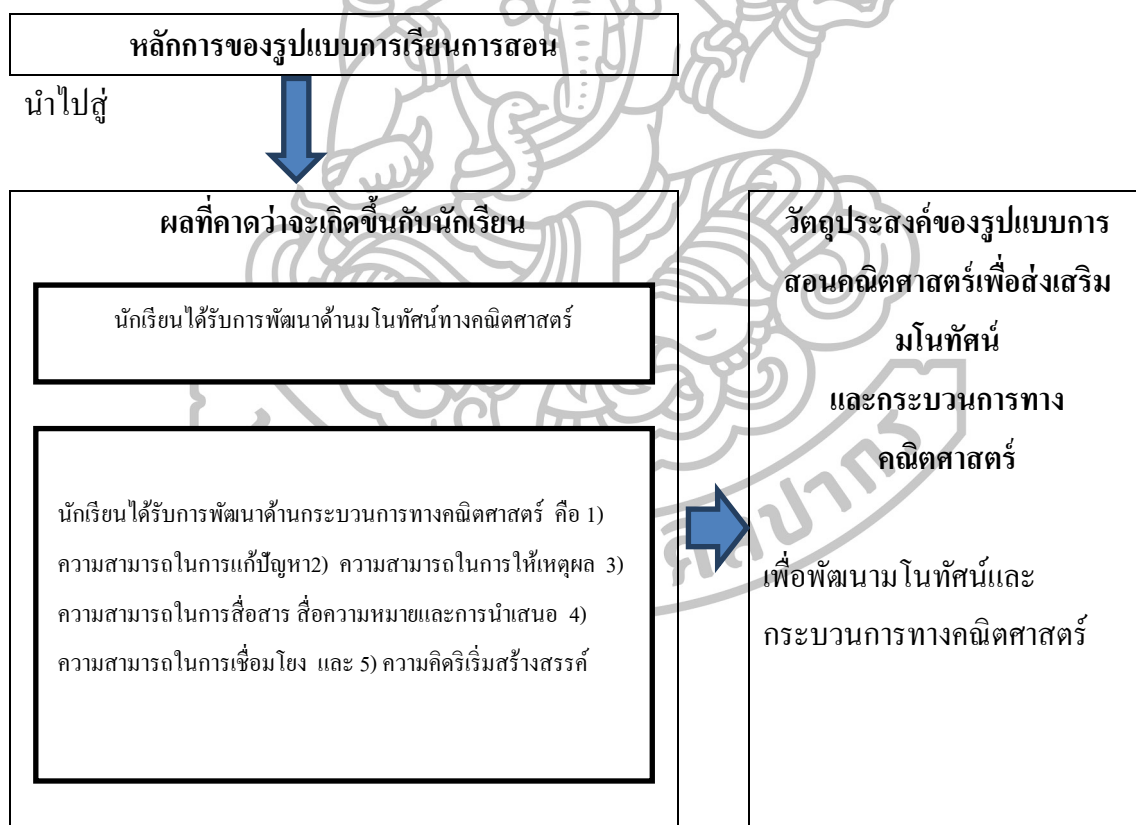 หลักการของรูปแบบการเรียนการสอน
นำไปสู่
ผลที่คาดว่าจะเกิดขึ้นกับนักเรียน
นักเรียนได้รับการพัฒนาด้านมโนทัศน์ทางคณิตศาสตร์
นักเรียนได้รับการพัฒนาด้านกระบวนการทางคณิตศาสตร์ คือ 1)
ความสามารถในการแก้ปัญหา2) ความสามารถในการให้เหตุผล 3)
ความสามารถในการสื่อสาร สื่อความหมายและการนำเสนอ 4)
ความสามารถในการเชื่อมโยง และ 5) ความคิดริเริ่มสร้างสรรค์
วัตถุประสงค์ของรูปแบบการ
สอนคณิตศาสตร์เพื่อส่งเสริม
มโนทัศน์
และกระบวนการทาง
คณิตศาสตร์
เพื่อพัฒนามโนทัศน์และ
กระบวนการทางคณิตศาสตร์
ศิลปากร